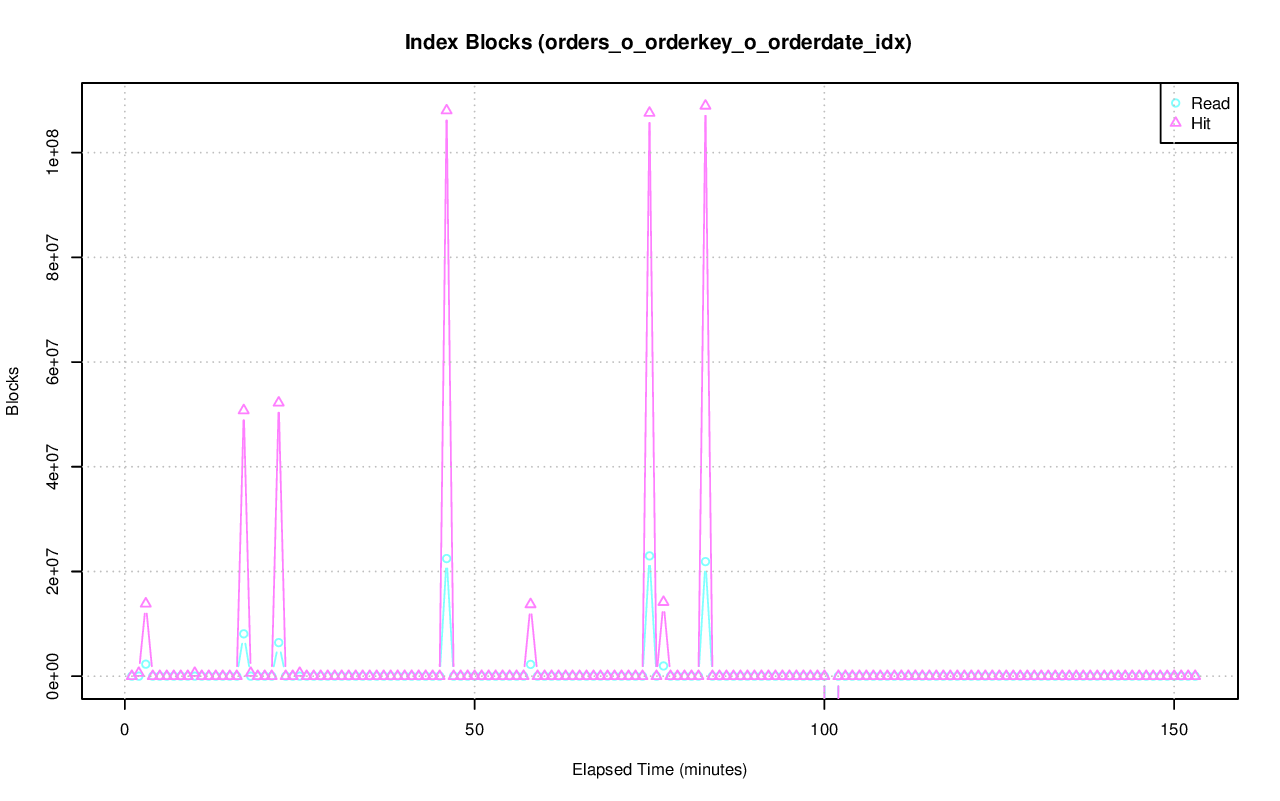 Index Blocks (orders_o_orderkey_o_orderdate_idx)
Read
Hit
Blocks
1e+08
8e+07
6e+07
4e+07
2e+07
0e+00
0 50 100 150
Elapsed Time (minutes)